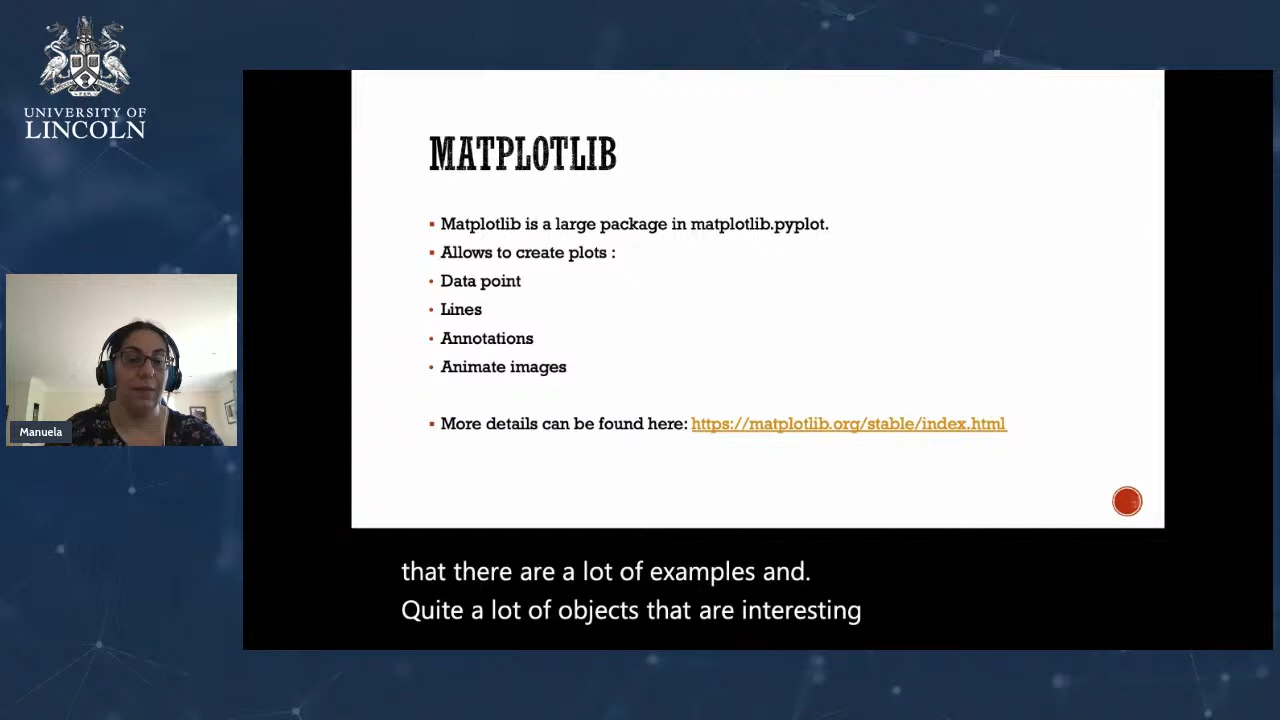 UNIVERSITY OF
LINCOLN
MATPLOTLIB
Matplotlib is a large package in matplotlib.pyplot.
Allows to create plots :
Data point
Lines
Annotations
Animate images
More details can be found here: https://matplotlib.org/stable/index.html
Manuela
that there are a lot of examples and.
Quite a lot of objects that are interesting